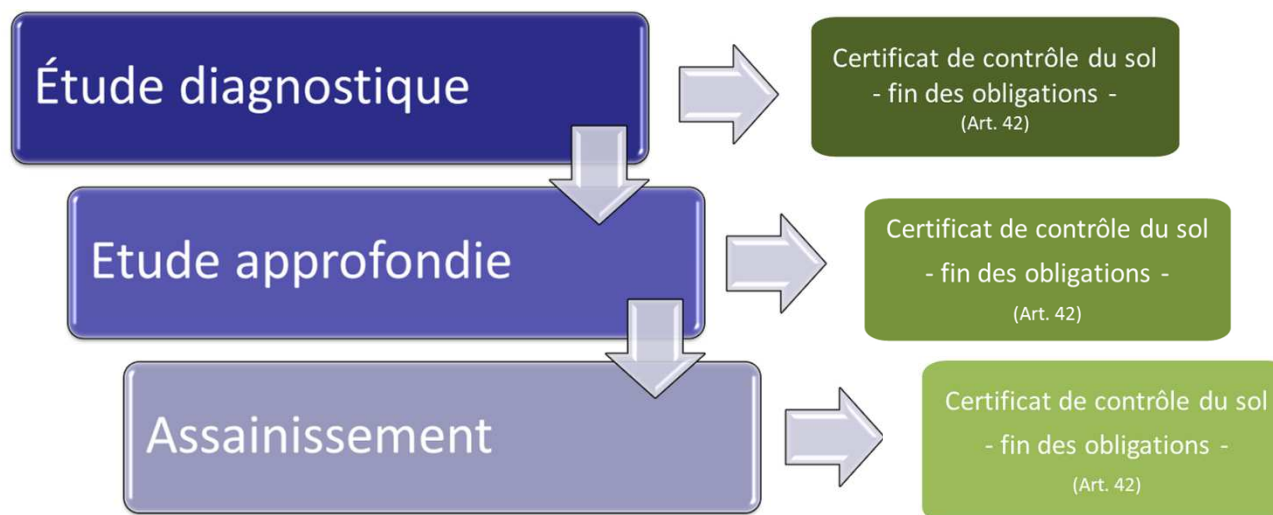 Étude diagnostique
Certificat de contrôle du sol
- fin des obligations -
(Art. 42)
Etude approfondie
Certificat de contrôle du sol
- fin des obligations -
(Art. 42)
Assainissement
Certificat de contrôle du sol
- fin des obligations -
(Art. 42)